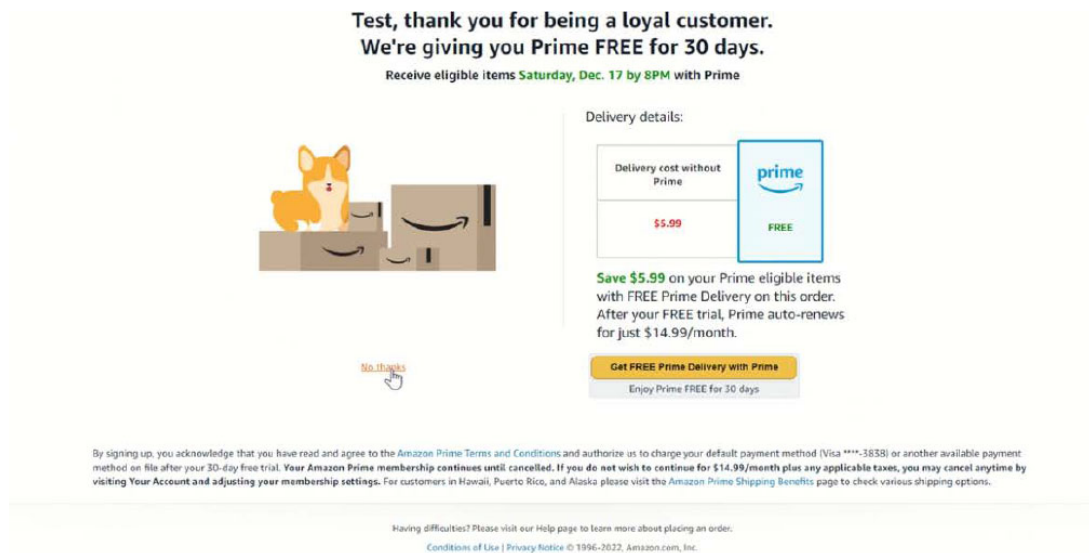 Test, thank you for being a loyal customer.
We're giving you Prime FREE for 30 days.
Receive eligible items Saturday, Dec. 17 by 8PM with Prime
Delivery details:
Delivery cost without
Prime
prime
$5.99
FREE
Save $5.99 on your Prime eligible items
with FREE Prime Delivery on this order.
After your FREE trial, Prime auto-renews
for just $14.99/month.
No thanks
Get FREE Prime Delivery with Prime
Enjoy Prime FREE for 30 days
By signing up, you acknowledge that you have read and agree to the Amazon Prime Terms and Conditions and authorize us to charge your default payment method (Visa ****-3838) or another available payment
method on file after your 30-day free trial. Your Amazon Prime membership continues until cancelled. If you do not wish to continue for $14.99/month plus any applicable taxes, you may cancel anytime by
visiting Your Account and adjusting your membership settings. For customers in Hawaii, Puerto Rico, and Alaska please visit the Amazon Prime Shipping Benefits page to check various shipping options.
Having difficulties? Please visit our Help page to learn more about placing an order.
Conditions of Use | Privacy Notice © 1996-2022, Amazon.com, Inc.